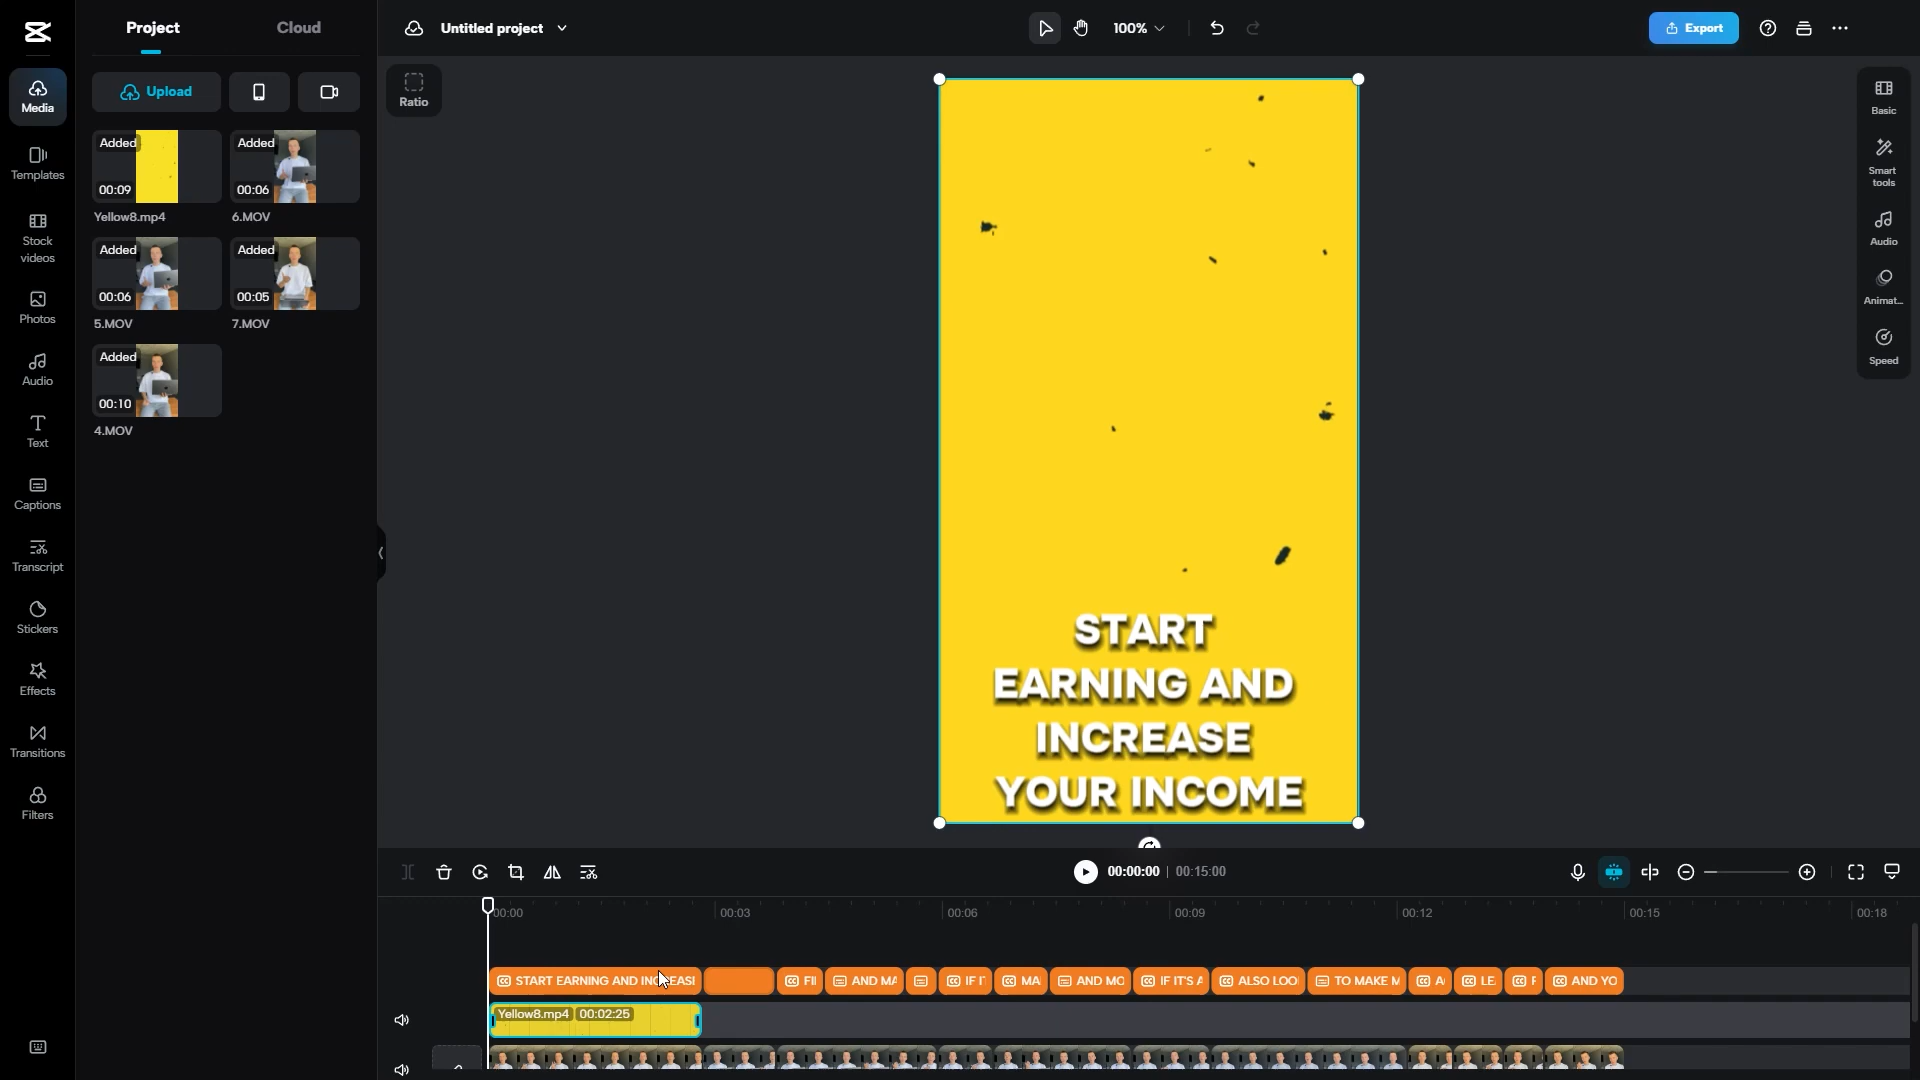 Project
Cloud
Untitled project
100%
Export
Media
Upload
Ratio
Basic
Added
00:09
Yellow8.mp4
Added
00:06
6.MOV
Templates
Smart
tools
Stock
videos
Added
00:06
5.MOV
Added
00:05
7.MOV
Audio
Photos
Animat...
Added
00:10
4.MOV
Audio
Speed
Text
Captions
Transcript
Stickers
Effects
Transitions
Filters
START
EARNING AND
INCREASE
YOUR INCOME
00:00:00 | 00:15:00
00:00
00:03
00:06
00:09
00:12
00:15
00:18
START EARNING AND INCREASI
FII
AND MA
IF I'
MA
AND MO
IF IT'S A
ALSO LOO
TO MAKE M
LE
AND YO
Yellow8.mp4 00:02:25